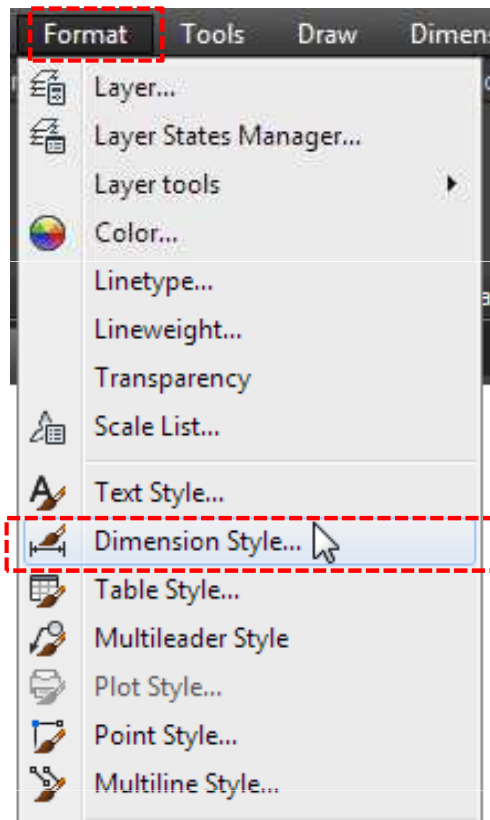 Format Tools Draw Dimens
Layer...
Layer States Manager...
Layer tools
Color...
Linetype...
Lineweight...
Transparency
Scale List...
Text Style...
Dimension Style...
Table Style...
Multileader Style
Plot Style...
Point Style...
Multiline Style...